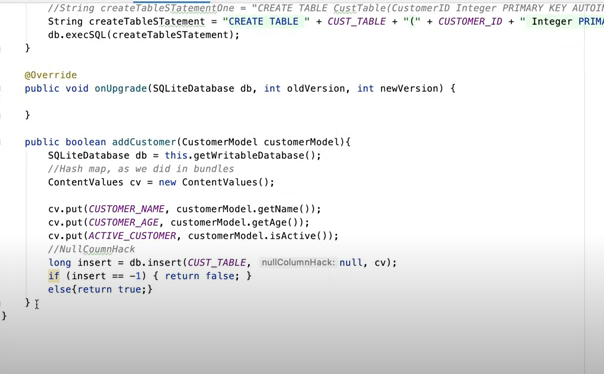 //String createTableSTatementOne = "CREATE TABLE CustTable(CustomerID Integer PRIMARY KEY
String createTableSTatement = "CREATE TABLE " + CUST_TABLE + "(" + CUSTOMER_ID + " Integer
db.execSQL(createTableSTatement);
}
@Override
public void onUpgrade(SQLiteDatabase db, int oldVersion, int newVersion) {
}
public boolean addCustomer(CustomerModel customerModel){
SQLiteDatabase db = this.getWritableDatabase();
//Hash map, as we did in bundles
ContentValues cv = new ContentValues();
cv.put(CUSTOMER_NAME, customerModel.getName());
cv.put(CUSTOMER_AGE, customerModel.getAge());
cv.put(ACTIVE_CUSTOMER, customerModel.isActive());
//NullCoumnHack
long insert = db.insert(CUST_TABLE, nullColumnHack: null, cv);
if (insert == -1) { return false; }
else{return true;}
}
}